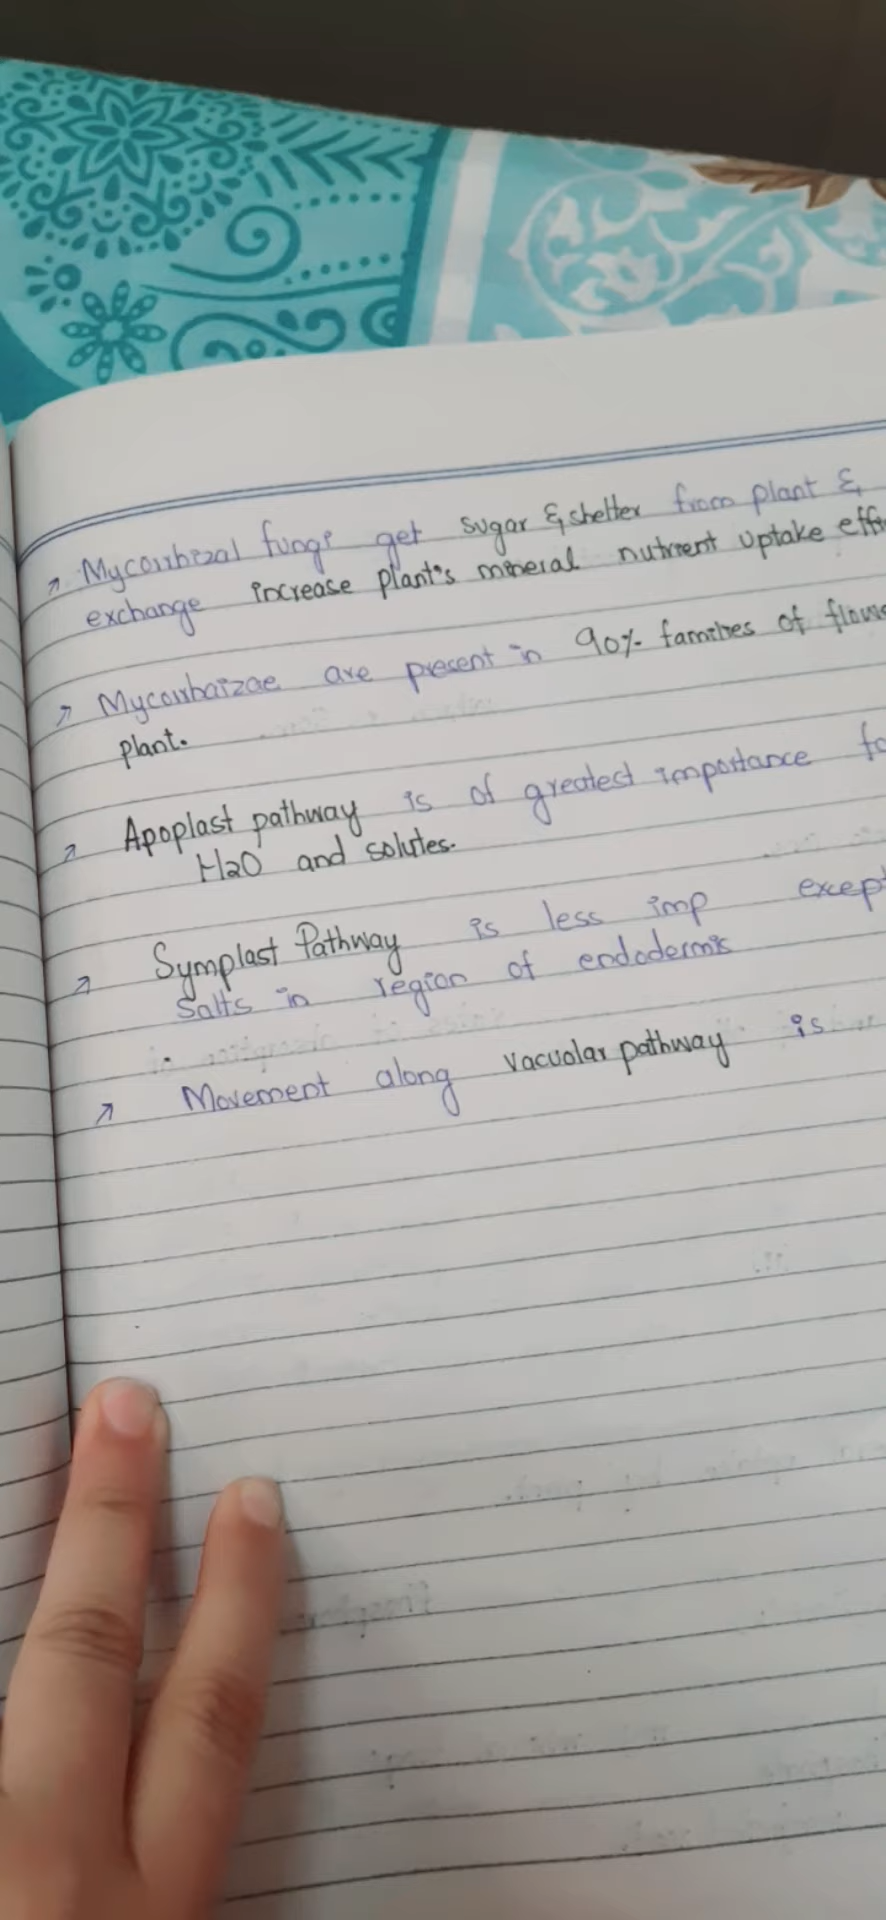 ↗ Mycorrhizal fungi get sugar & shelter from plant &
exchange increase plant's mineral nutrient uptake
↗ Mycorrhaizae are present in 90% families of
plant.
↗ Apoplast pathway is of greatest importance
H2O and solutes.
↗ Symplast Pathway is less imp
Salts in region of endodermis
↗ Movement along vacuolar pathway is